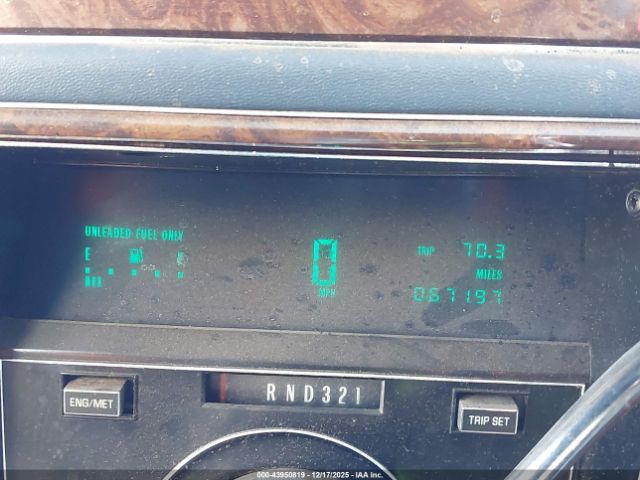 UNLEADED FUEL ONLY
E F
0
MPH
TRIP 70.3
MILES
067197
ENG/MET
RND321
TRIP SET
000-43950819 | 12/17/2025 | IAA Inc.